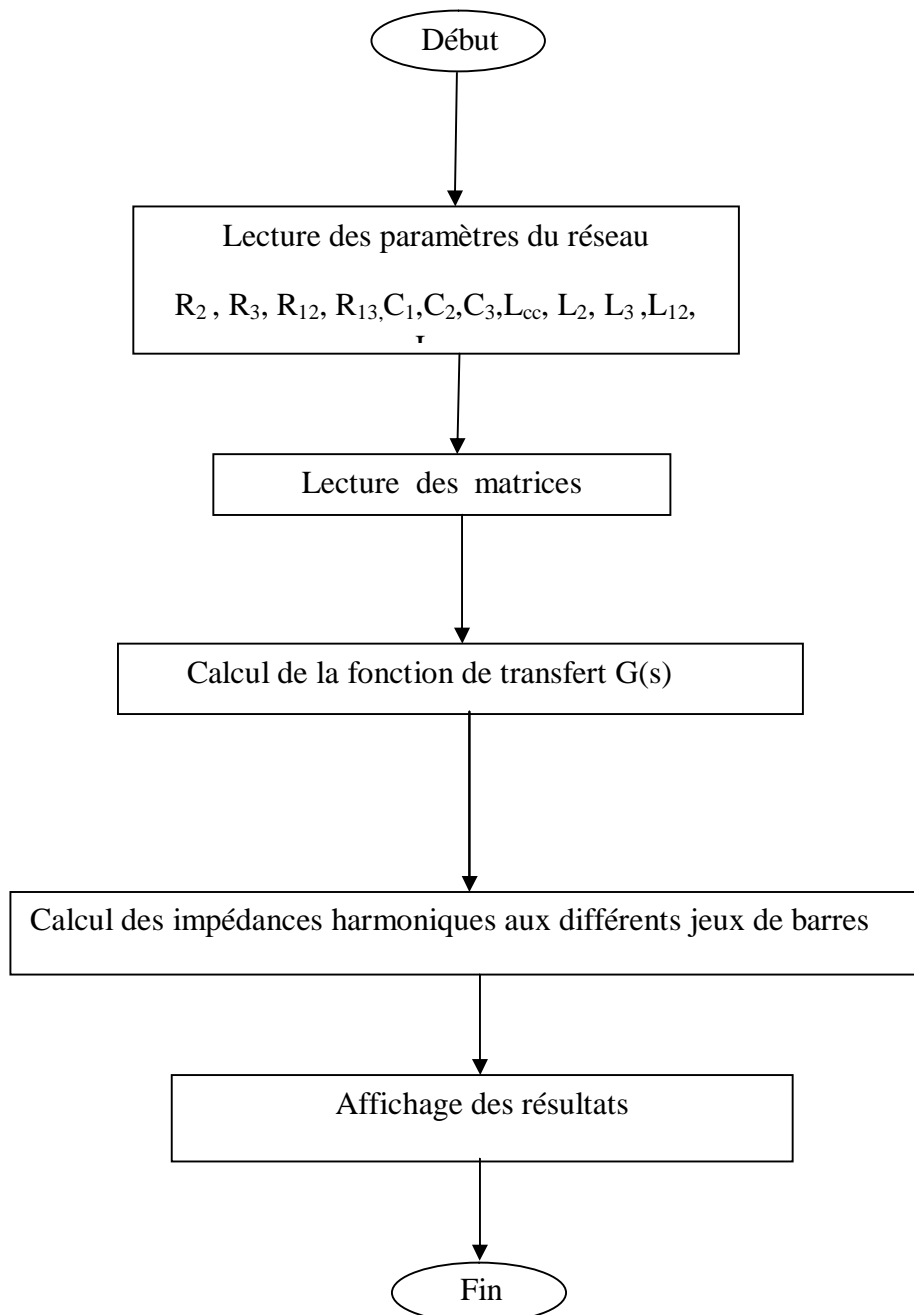 Début
Lecture des paramètres du réseau
R₂ , R₃, R₁₂, R₁₃,C₁,C₂,C₃,L𝒸𝒸, L₂, L₃ ,L₁₂,
Lecture des matrices
Calcul de la fonction de transfert G(s)
Calcul des impédances harmoniques aux différents jeux de barres
Affichage des résultats
Fin